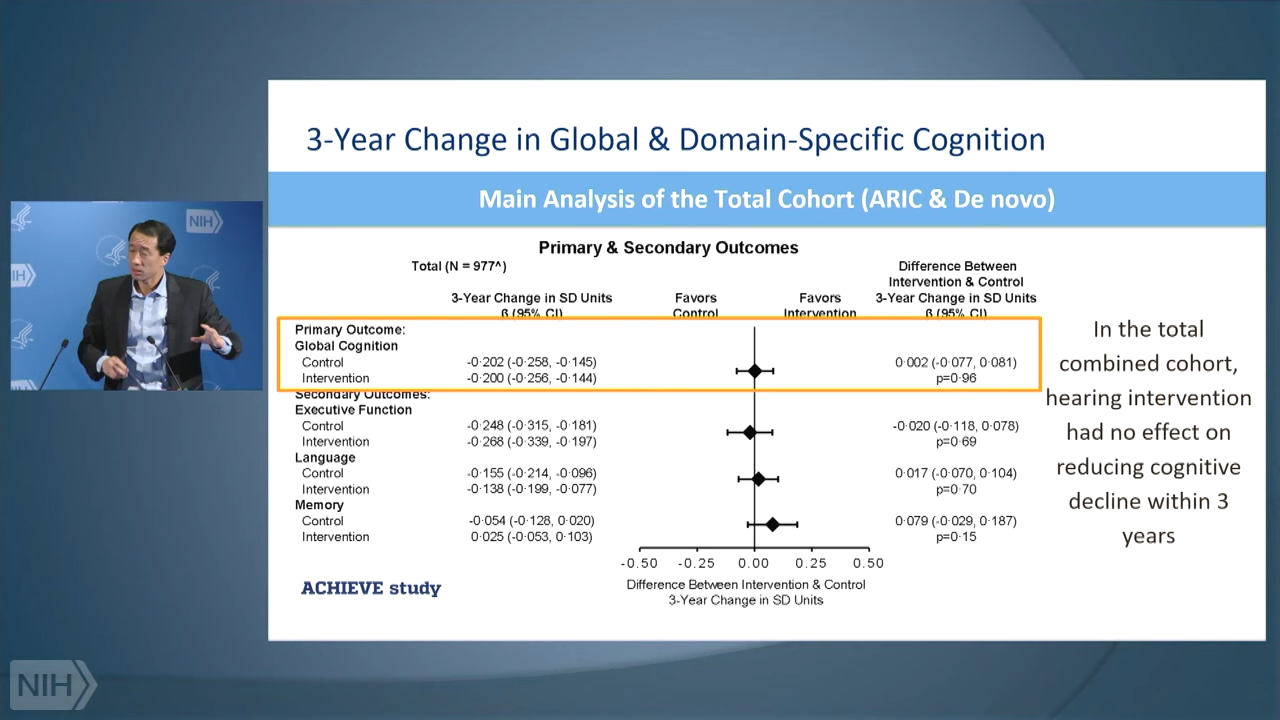 3-Year Change in Global & Domain-Specific Cognition
Main Analysis of the Total Cohort (ARIC & De novo)
Primary & Secondary Outcomes
Total (N = 977^)
Difference Between
Intervention & Control
3-Year Change in SD Units
β (95% CI)
Favors
Control
Favors
Intervention
3-Year Change in SD Units
β (95% CI)
Primary Outcome:
Global Cognition
Control -0·202 (-0·258, -0·145) 0·002 (-0·077, 0·081)
Intervention -0·200 (-0·256, -0·144) p=0·96
Secondary Outcomes:
Executive Function
Control -0·248 (-0·315, -0·181) -0·020 (-0·118, 0·078)
Intervention -0·268 (-0·339, -0·197) p=0·69
Language
Control -0·155 (-0·214, -0·096) 0·017 (-0·070, 0·104)
Intervention -0·138 (-0·199, -0·077) p=0·70
Memory
Control -0·054 (-0·128, 0·020) 0·079 (-0·029, 0·187)
Intervention 0·025 (-0·053, 0·103) p=0·15
-0.50 -0.25 0.00 0.25 0.50
Difference Between Intervention & Control
3-Year Change in SD Units
In the total
combined cohort,
hearing intervention
had no effect on
reducing cognitive
decline within 3
years
ACHIEVE study
NIH
IH
NIH